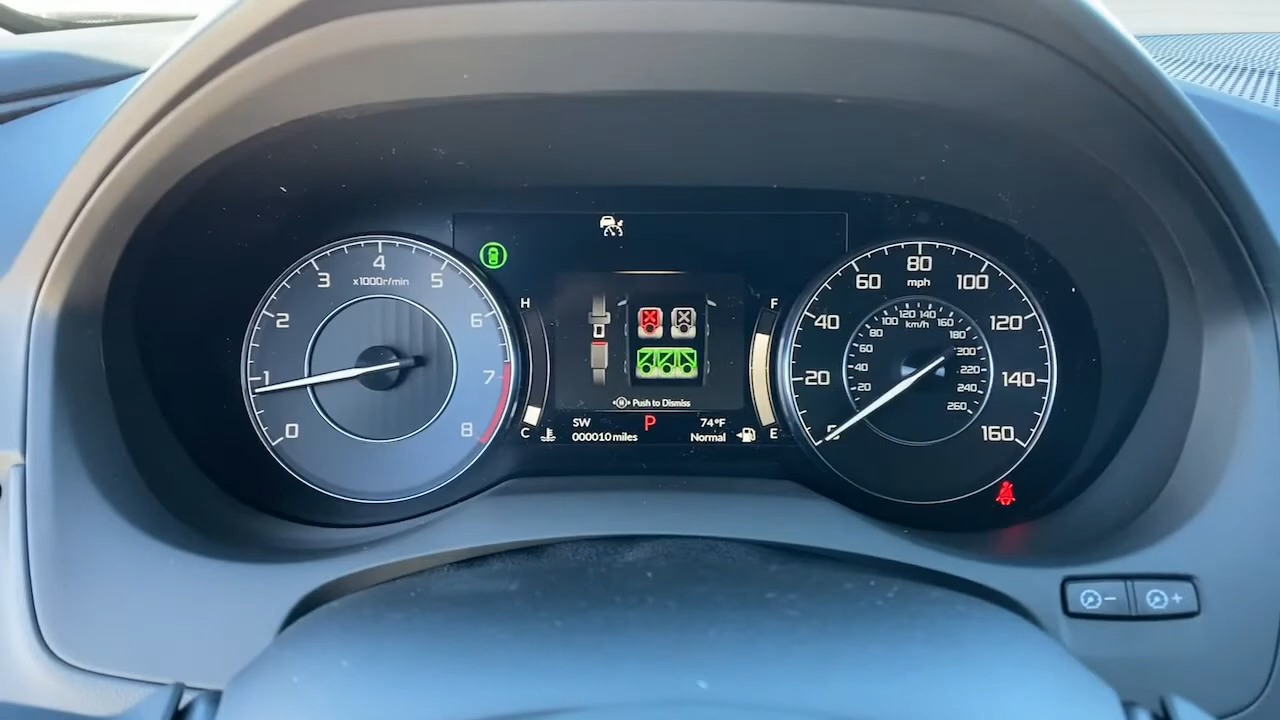 0
1
2
3
4
5
6
7
8
x1000r/min
H
C
Push to Dismiss
SW
P
74°F
000010 miles
Normal
F
E
20
40
60
80
100
120
140
160
mph
km/h
20
40
60
80
100
120
140
160
180
200
220
240
260
- +